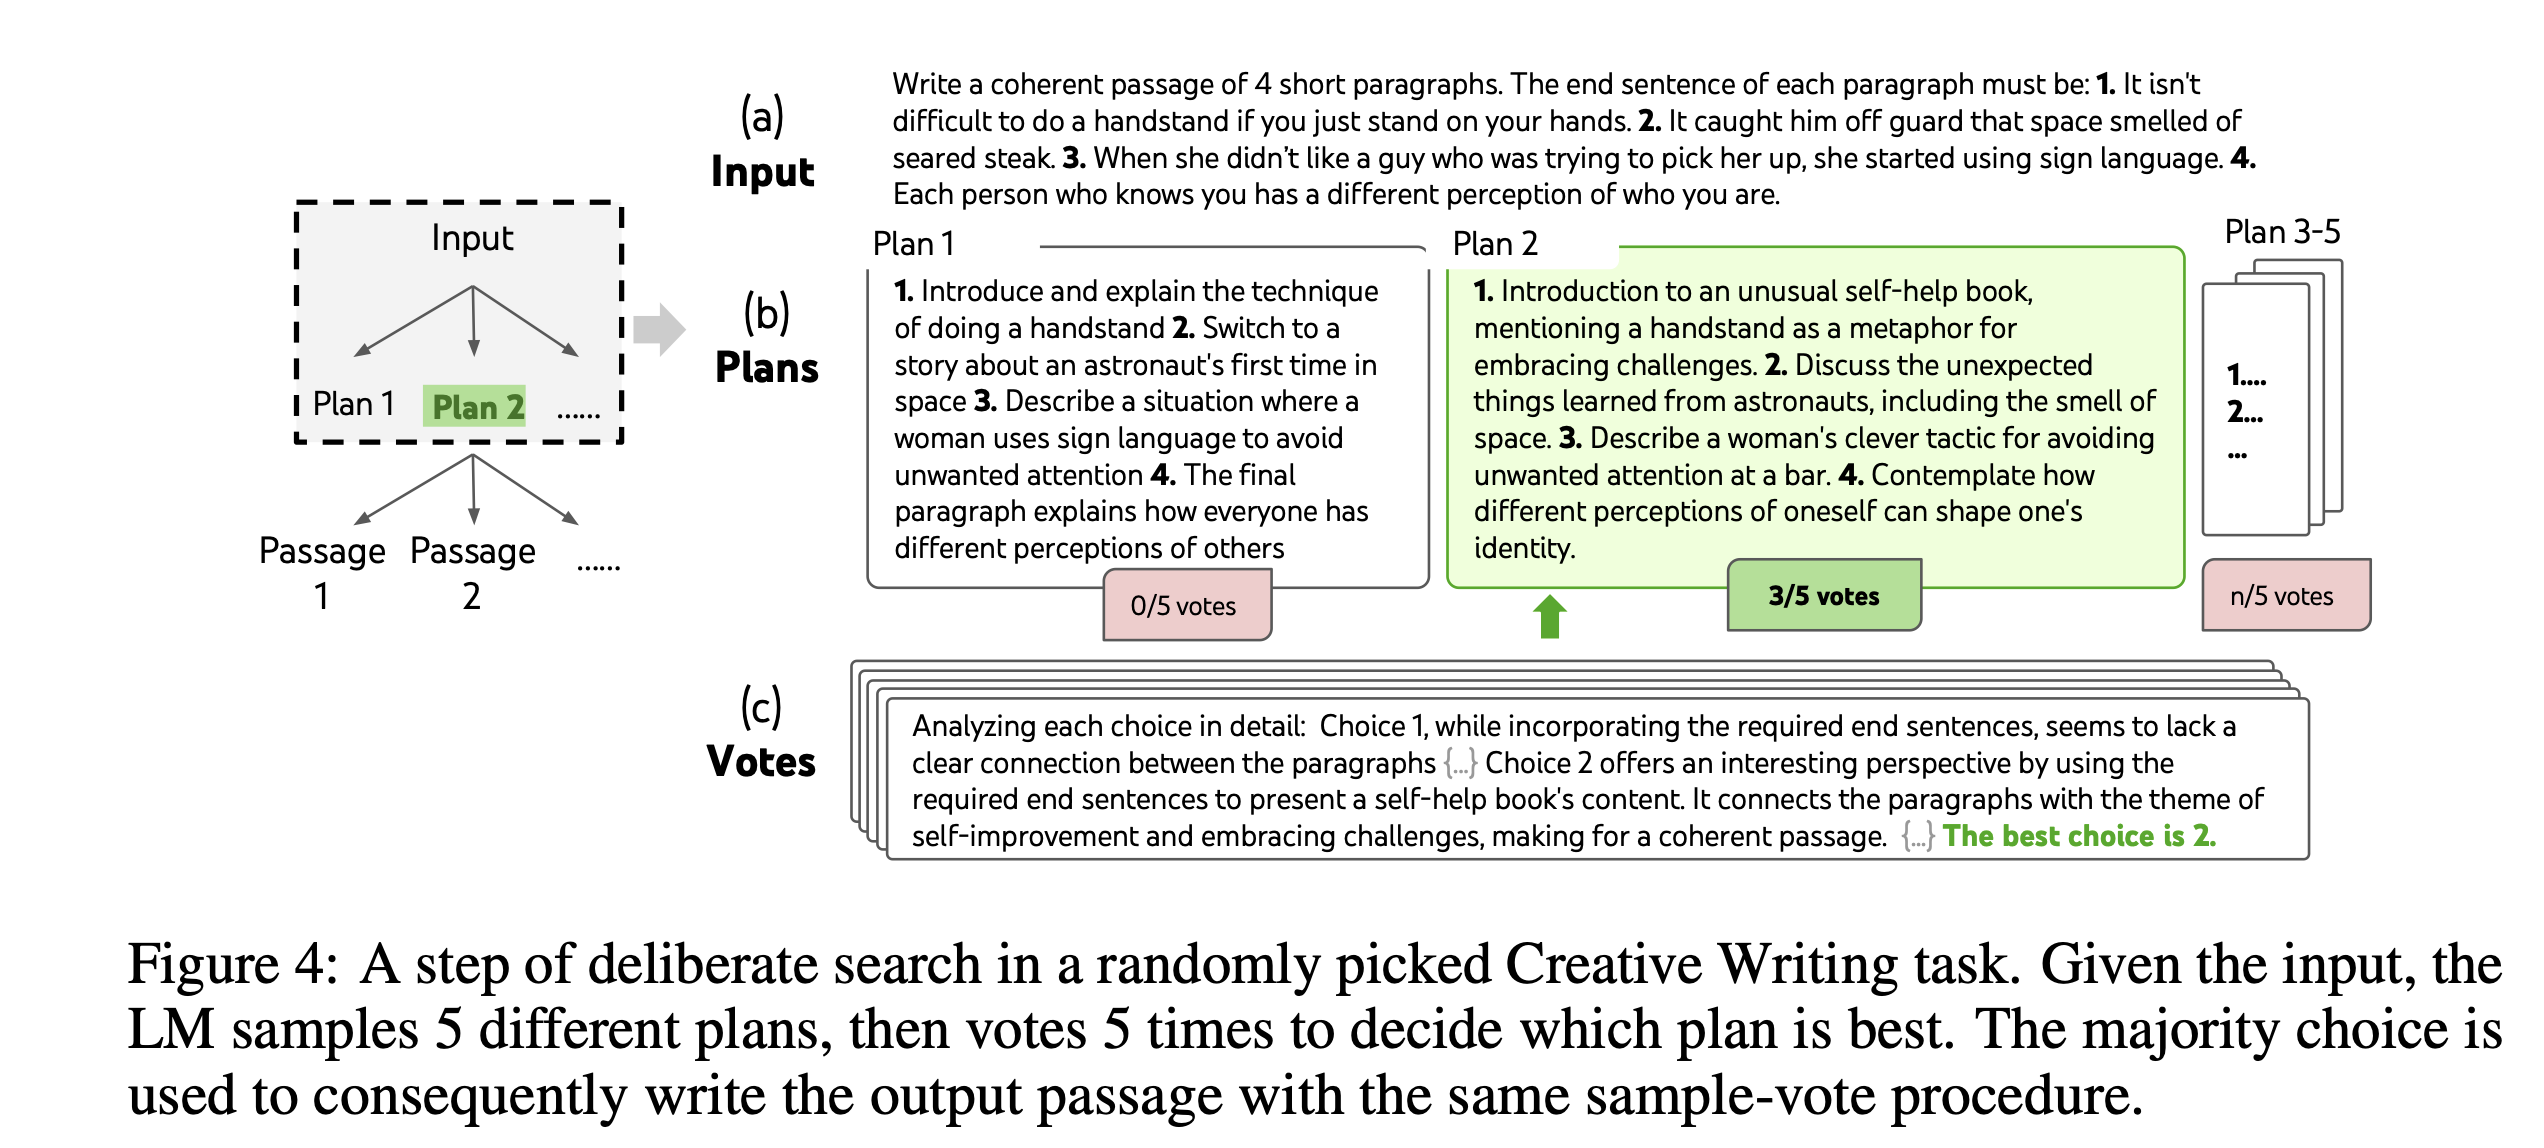 (a)
Input
Write a coherent passage of 4 short paragraphs. The end sentence of each paragraph must be: 1. It isn't
difficult to do a handstand if you just stand on your hands. 2. It caught him off guard that space smelled of
seared steak. 3. When she didn't like a guy who was trying to pick her up, she started using sign language. 4.
Each person who knows you has a different perception of who you are.
Input
Plan 1 Plan 2 ......
Passage Passage ......
1 2
(b)
Plans
Plan 1
1. Introduce and explain the technique
of doing a handstand 2. Switch to a
story about an astronaut's first time in
space 3. Describe a situation where a
woman uses sign language to avoid
unwanted attention 4. The final
paragraph explains how everyone has
different perceptions of others
0/5 votes
Plan 2
1. Introduction to an unusual self-help book,
mentioning a handstand as a metaphor for
embracing challenges. 2. Discuss the unexpected
things learned from astronauts, including the smell of
space. 3. Describe a woman's clever tactic for avoiding
unwanted attention at a bar. 4. Contemplate how
different perceptions of oneself can shape one's
identity.
3/5 votes
Plan 3-5
1....
2...
...
n/5 votes
(c)
Votes
Analyzing each choice in detail: Choice 1, while incorporating the required end sentences, seems to lack a
clear connection between the paragraphs {...} Choice 2 offers an interesting perspective by using the
required end sentences to present a self-help book's content. It connects the paragraphs with the theme of
self-improvement and embracing challenges, making for a coherent passage. {...} The best choice is 2.
Figure 4: A step of deliberate search in a randomly picked Creative Writing task. Given the input, the
LM samples 5 different plans, then votes 5 times to decide which plan is best. The majority choice is
used to consequently write the output passage with the same sample-vote procedure.